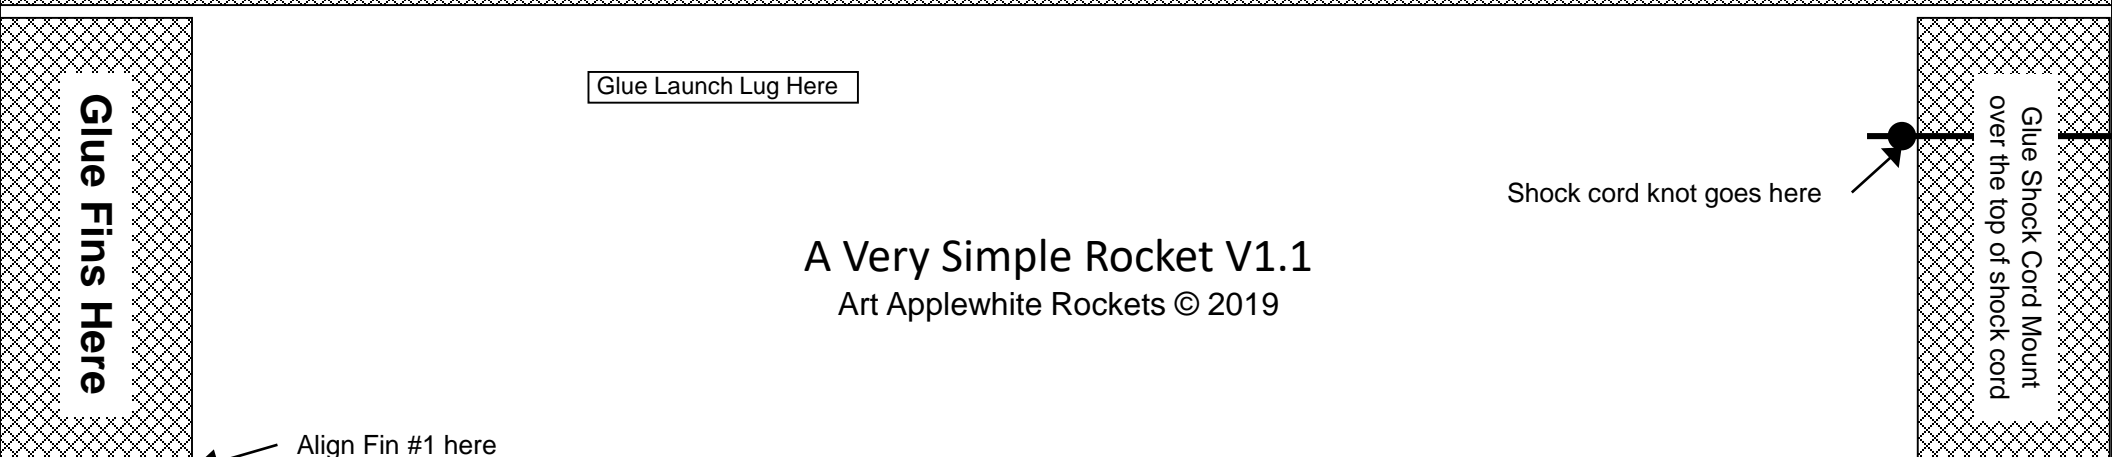 Glue Fins Here
Glue Launch Lug Here
Glue Shock Cord Mount
over the top of shock cord
Shock cord knot goes here
A Very Simple Rocket V1.1
Art Applewhite Rockets © 2019
Align Fin #1 here